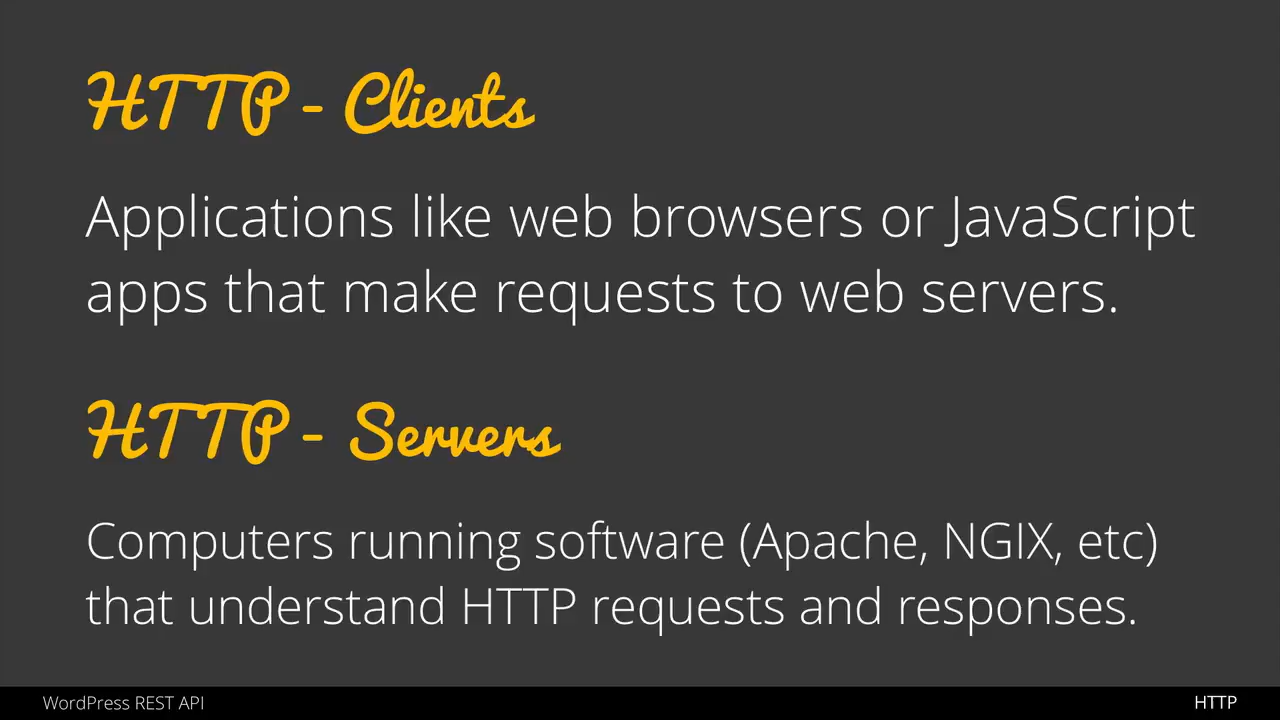 HTTP - Clients
Applications like web browsers or JavaScript
apps that make requests to web servers.
HTTP - Servers
Computers running software (Apache, NGIX, etc)
that understand HTTP requests and responses.
WordPress REST API
HTTP